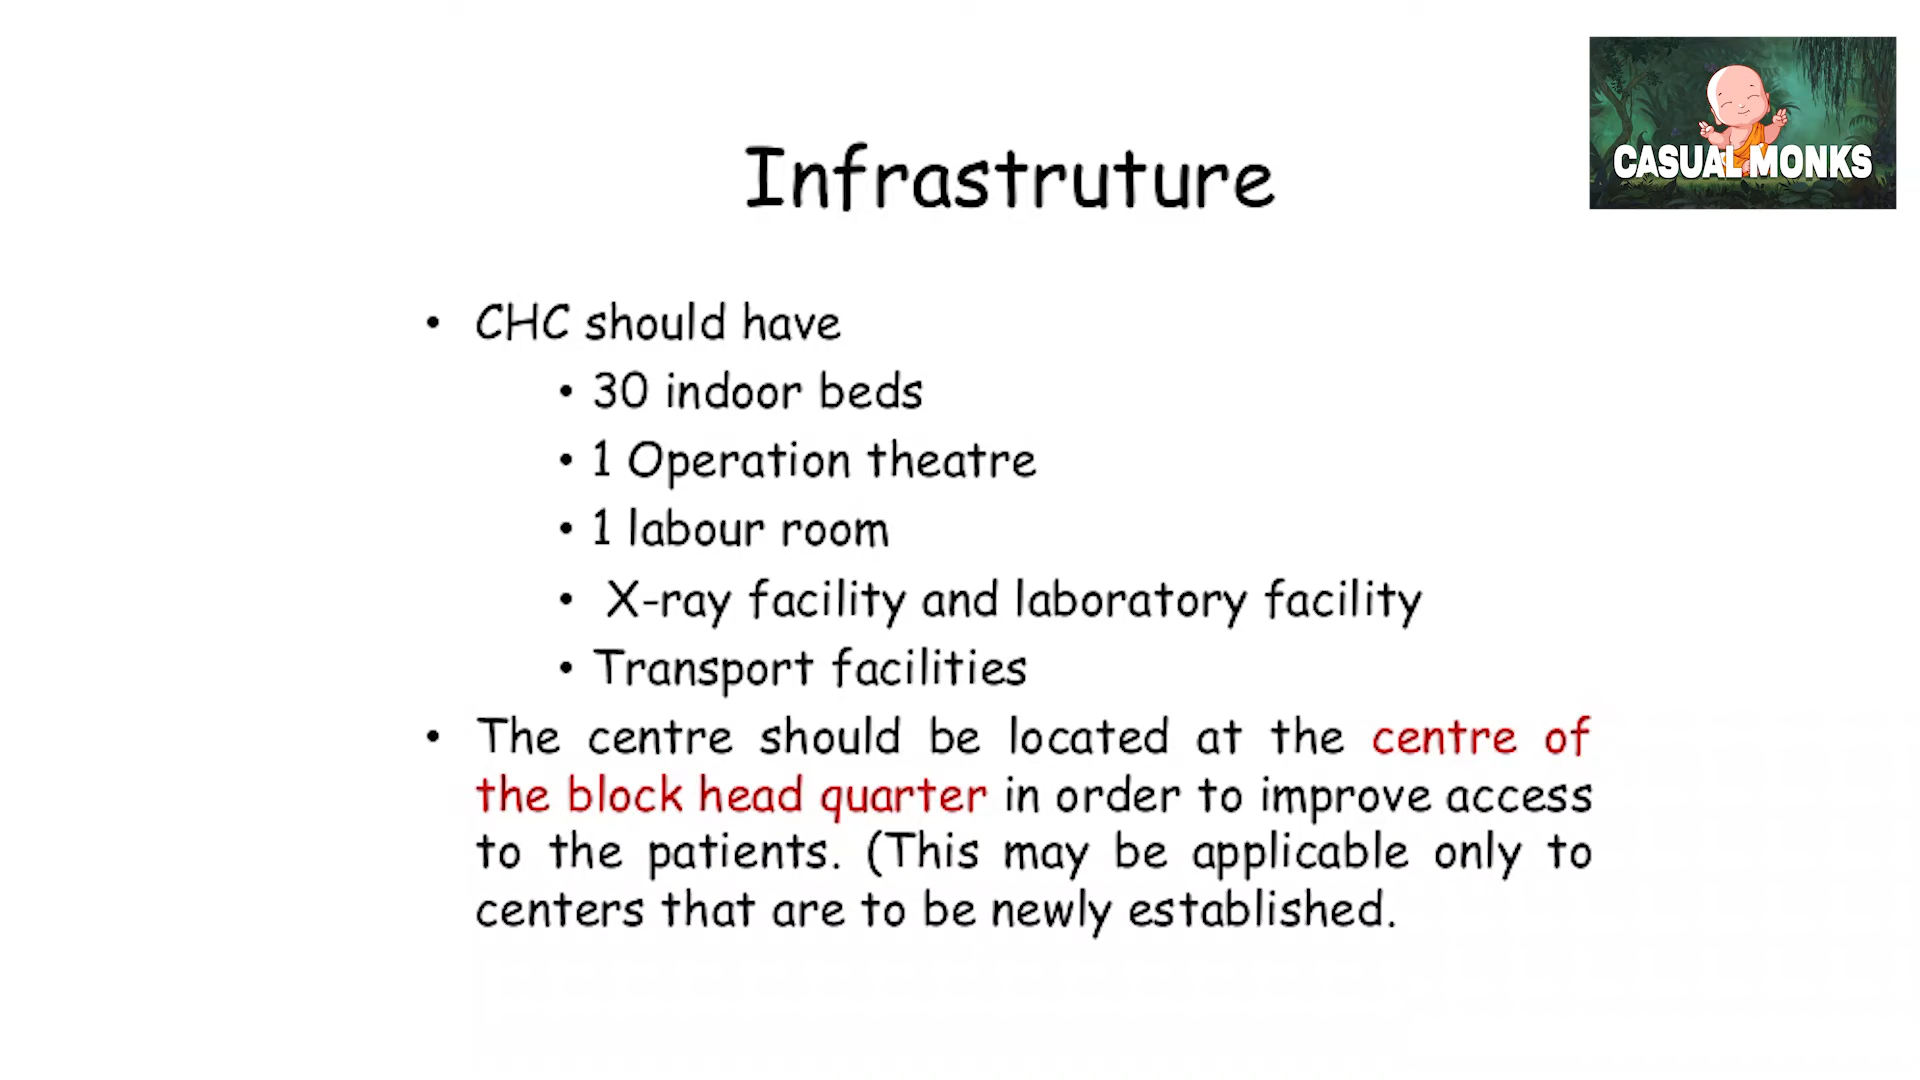 CASUAL MONKS
Infrastruture
• CHC should have
• 30 indoor beds
• 1 Operation theatre
• 1 labour room
• X-ray facility and laboratory facility
• Transport facilities
• The centre should be located at the centre of
the block head quarter in order to improve access
to the patients. (This may be applicable only to
centers that are to be newly established.